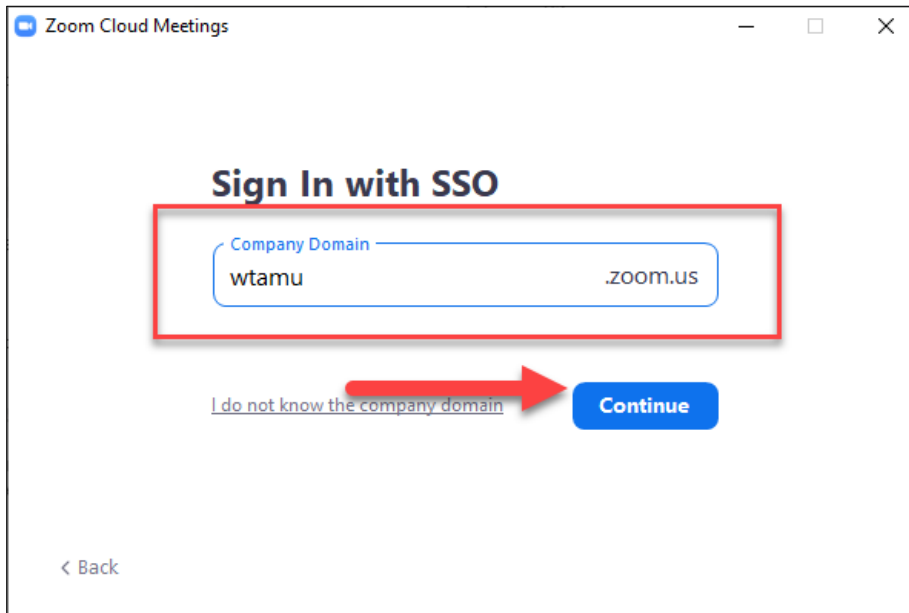 Zoom Cloud Meetings
Sign In with SSO
Company Domain
wtamu .zoom.us
I do not know the company domain Continue
< Back